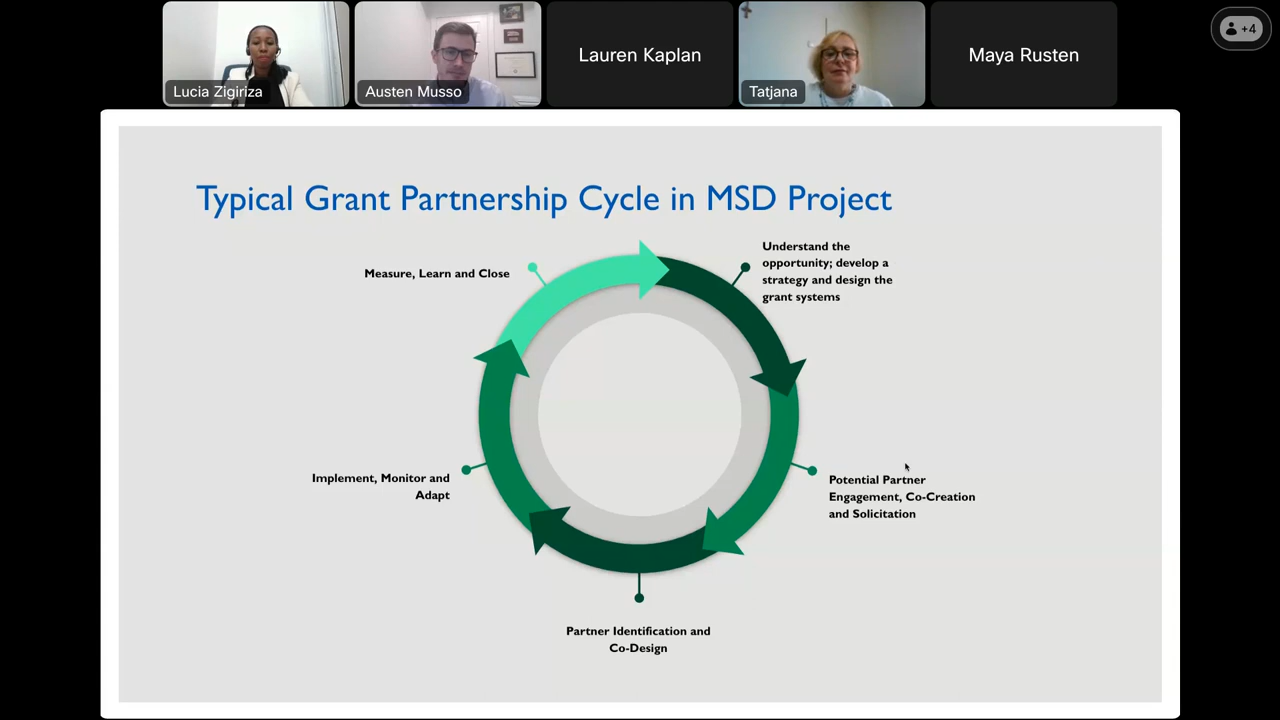 Lucia Zigiriza
Austen Musso
Lauren Kaplan
Tatjana
Maya Rusten
+4
Typical Grant Partnership Cycle in MSD Project
Understand the
opportunity; develop a
strategy and design the
grant systems
Measure, Learn and Close
Potential Partner
Engagement, Co-Creation
and Solicitation
Implement, Monitor and
Adapt
Partner Identification and
Co-Design